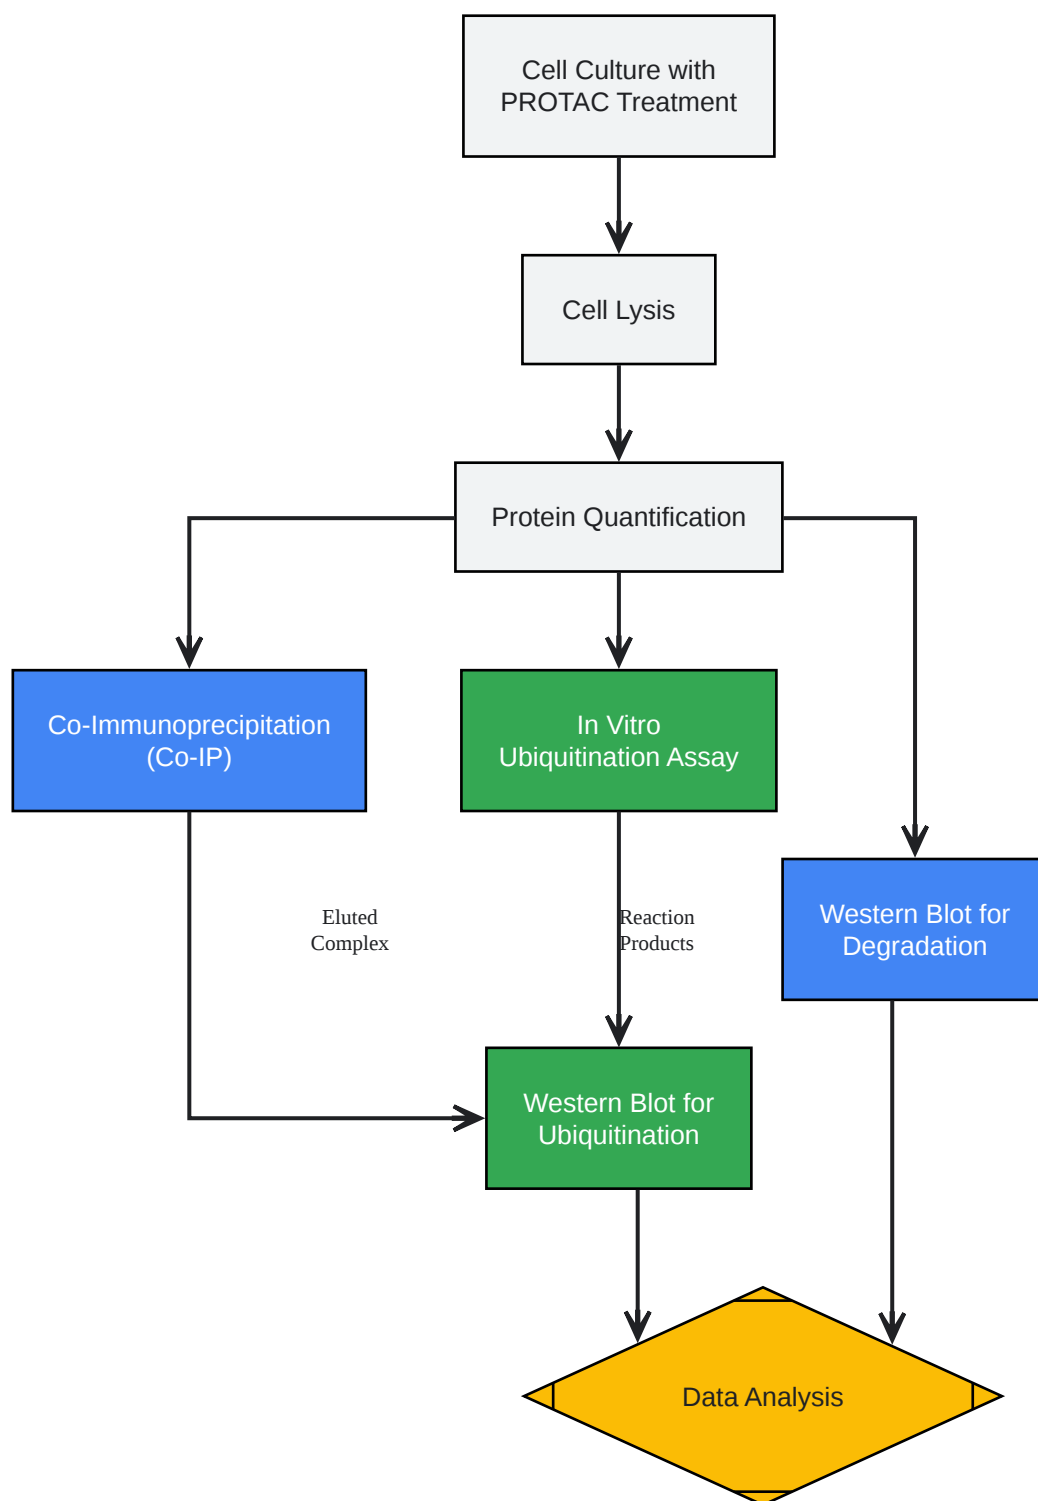 Cell Culture with
PROTAC Treatment
Cell Lysis
Protein Quantification
Co-Immunoprecipitation
(Co-IP)
In Vitro
Ubiquitination Assay
Western Blot for
Degradation
Eluted
Complex
Reaction
Products
Western Blot for
Ubiquitination
Data Analysis